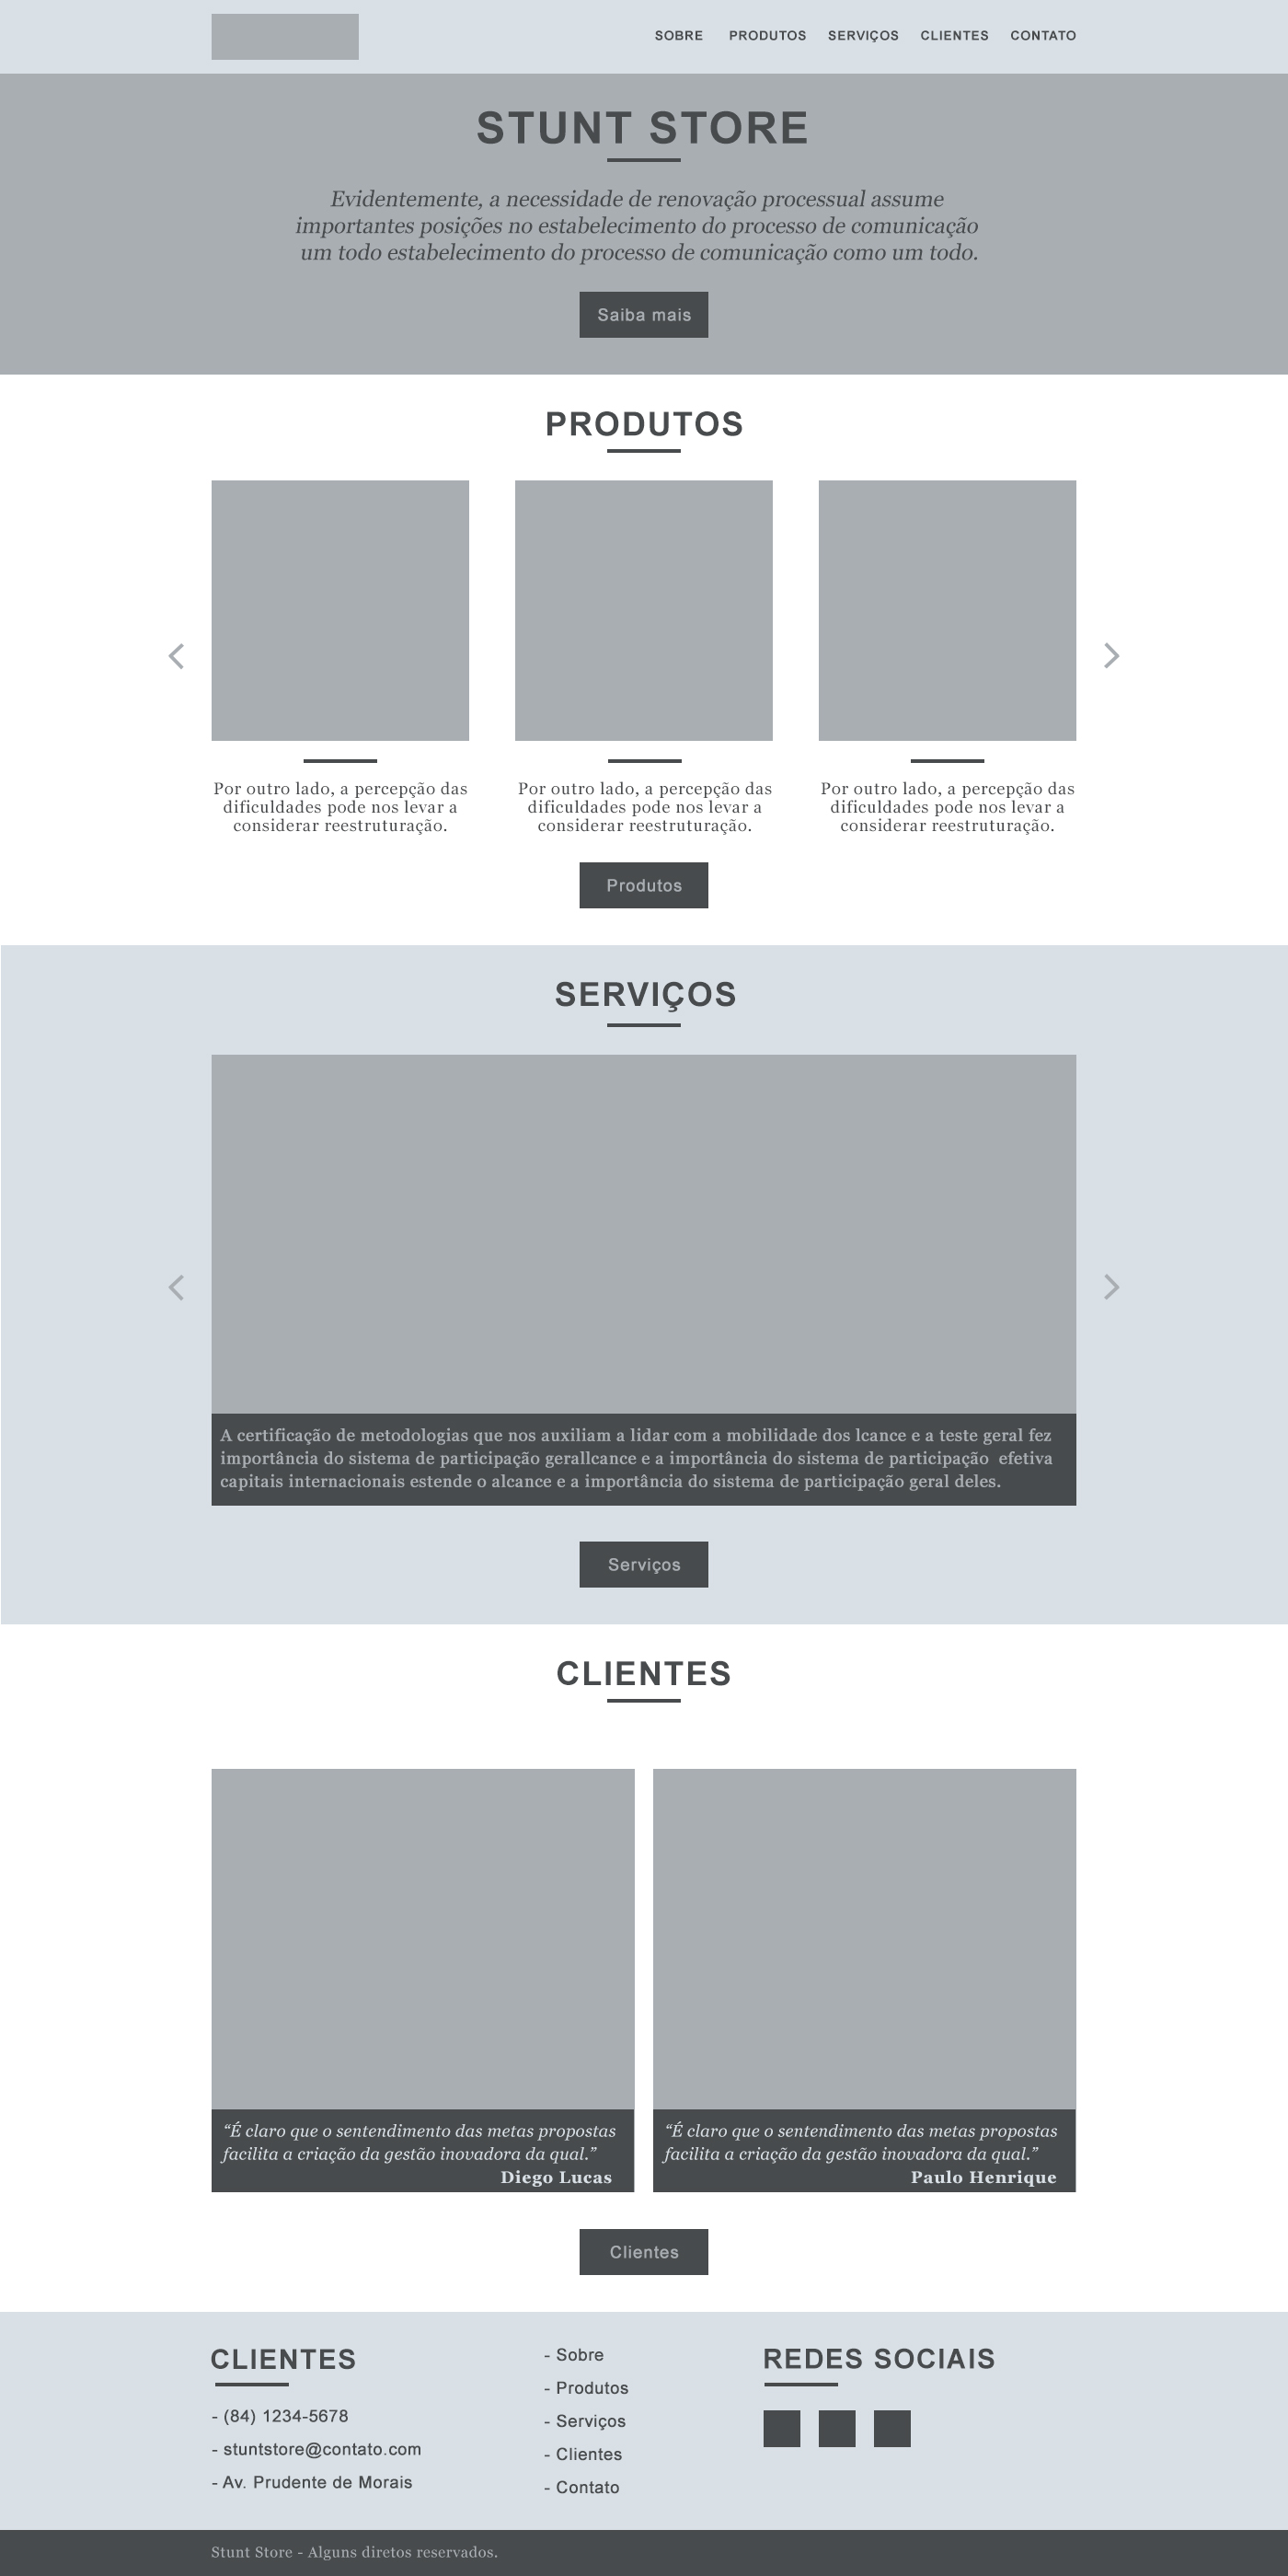 SOBRE PRODUTOS SERVIÇOS CLIENTES CONTATO
STUNT STORE
Evidentemente, a necessidade de renovação processual assume
importantes posições no estabelecimento do processo de comunicação
um todo estabelecimento do processo de comunicação como um todo.
Saiba mais
PRODUTOS
Por outro lado, a percepção das
dificuldades pode nos levar a
considerar reestruturação.
Por outro lado, a percepção das
dificuldades pode nos levar a
considerar reestruturação.
Por outro lado, a percepção das
dificuldades pode nos levar a
considerar reestruturação.
Produtos
SERVIÇOS
A certificação de metodologias que nos auxiliam a lidar com a mobilidade dos lcance e a teste geral fez
importância do sistema de participação gerallcance e a importância do sistema de participação efetiva
capitais internacionais estende o alcance e a importância do sistema de participação geral deles.
Serviços
CLIENTES
“É claro que o sentendimento das metas propostas
facilita a criação da gestão inovadora da qual.”
Diego Lucas
“É claro que o sentendimento das metas propostas
facilita a criação da gestão inovadora da qual.”
Paulo Henrique
Clientes
CLIENTES
- (84) 1234-5678
- stuntstore@contato.com
- Av. Prudente de Morais
- Sobre
- Produtos
- Serviços
- Clientes
- Contato
REDES SOCIAIS
Stunt Store - Alguns diretos reservados.